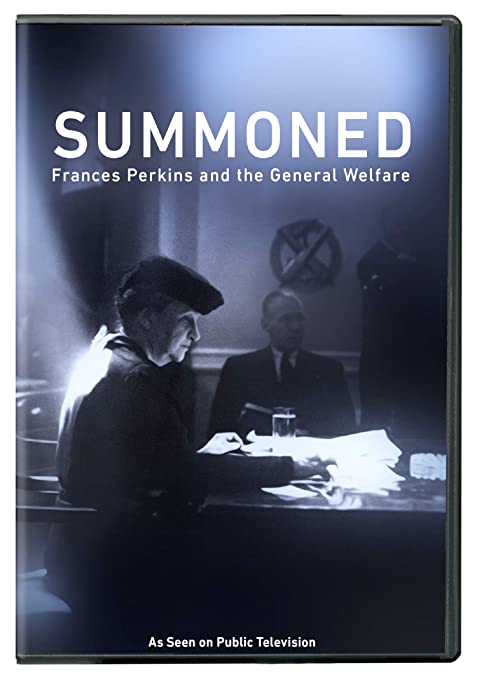 SUMMONED
Frances Perkins and the General Welfare
As Seen on Public Television